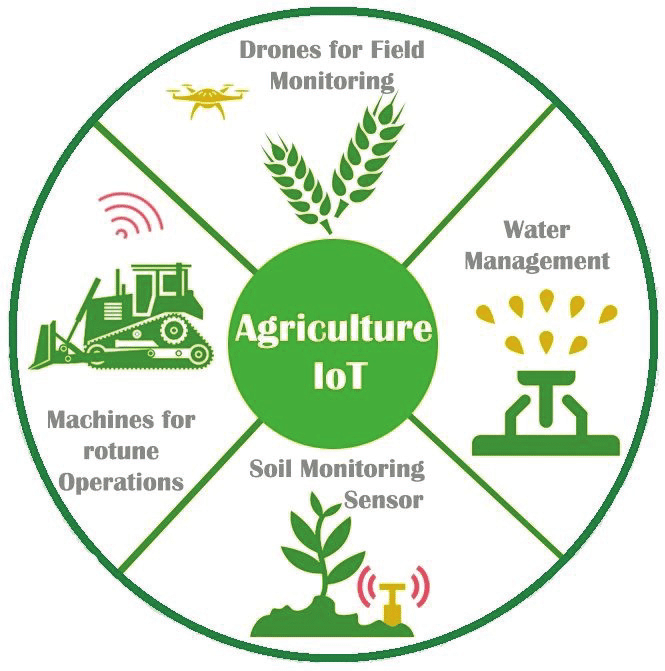 Drones for Field
Monitoring
Water
Management
Agriculture
IoT
Machines for
rotune
Operations
Soil Monitoring
Sensor